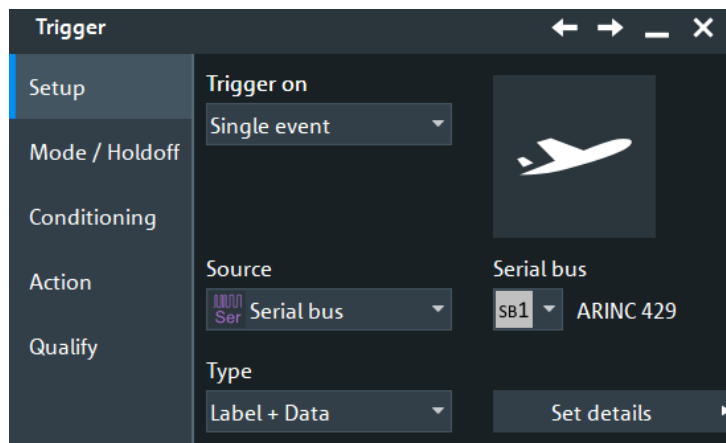 Trigger
Setup
Mode / Holdoff
Conditioning
Action
Qualify
Trigger on
Single event
Source
Ser Serial bus
Serial bus
SB1 ARINC 429
Type
Label + Data
Set details